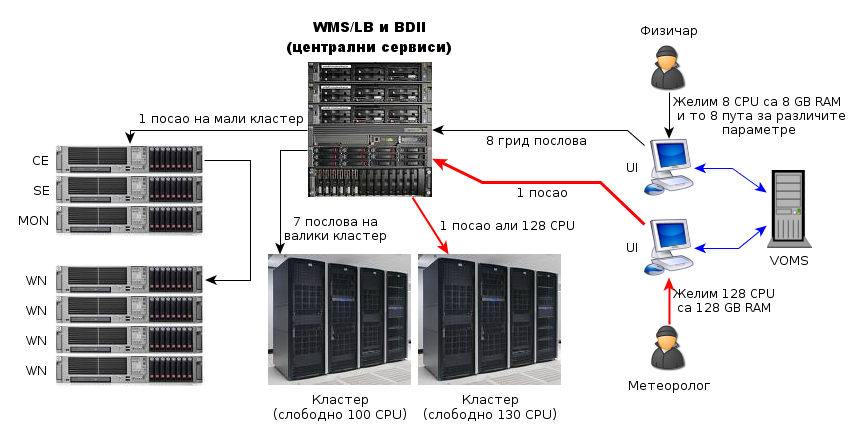 WMS/LB и BDII
(централни сервиси)
Физичар
1 посао на мали кластер
Желим 8 CPU са 8 GB RAM
и то 8 пута за различите
параметре
8 грид послова
CE
SE
MON
UI
1 посао
7 послова на
валики кластер
1 посао али 128 CPU
UI
VOMS
WN
WN
WN
WN
Желим 128 CPU
са 128 GB RAM
Метеоролог
Кластер
(слободно 100 CPU)
Кластер
(слободно 130 CPU)